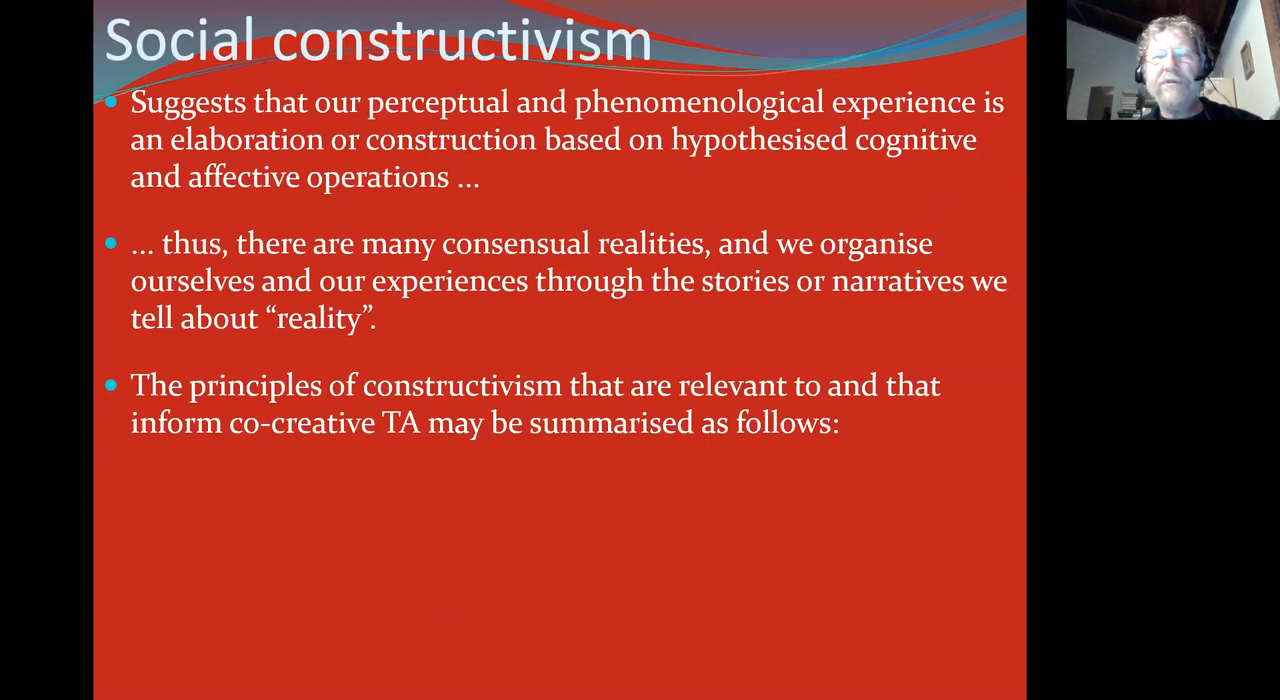 Social constructivism
• Suggests that our perceptual and phenomenological experience is
an elaboration or construction based on hypothesised cognitive
and affective operations …
• … thus, there are many consensual realities, and we organise
ourselves and our experiences through the stories or narratives we
tell about “reality”.
• The principles of constructivism that are relevant to and that
inform co-creative TA may be summarised as follows: